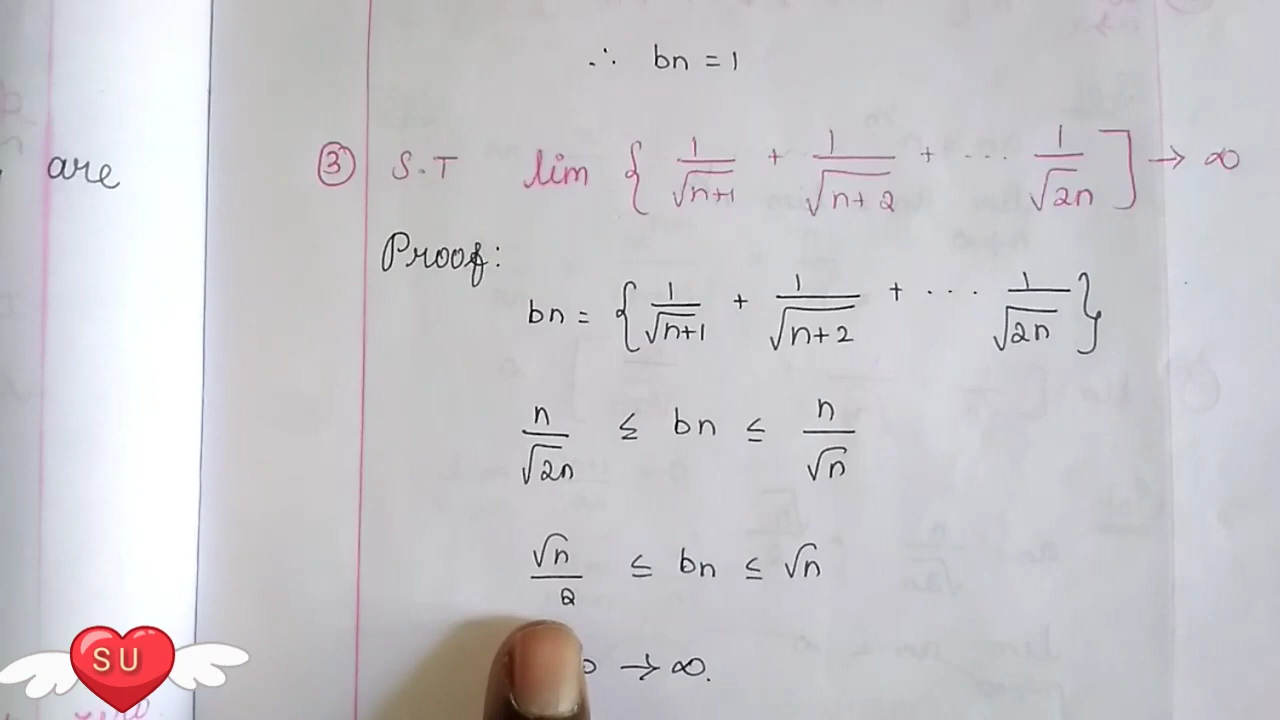 ∴ bn = 1
are
③ S.T lim { 1/√n+1 + 1/√n+2 + ... 1/√2n ] → ∞
Proof:
bn = { 1/√n+1 + 1/√n+2 + ... 1/√2n }
n/√2n ≤ bn ≤ n/√n
√n/2 ≤ bn ≤ √n
→ ∞.
SU